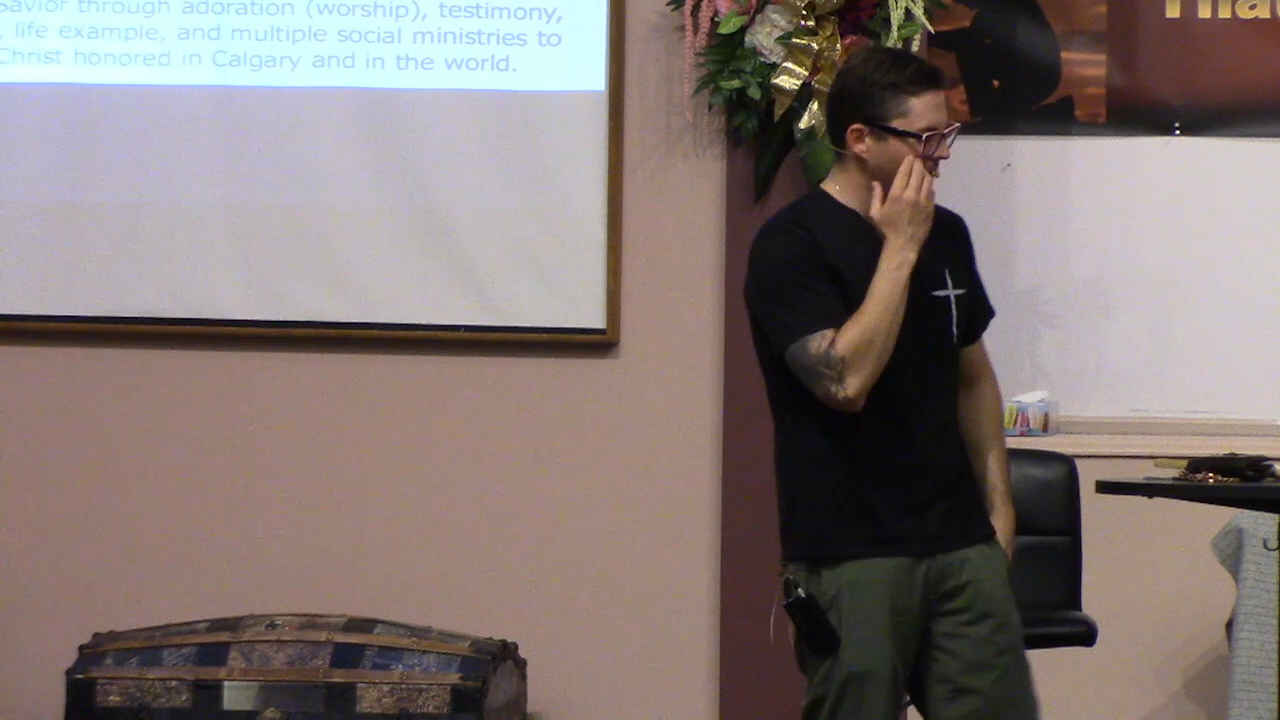 Savior through adoration (worship), testimony,
, life example, and multiple social ministries to
Christ honored in Calgary and in the world.